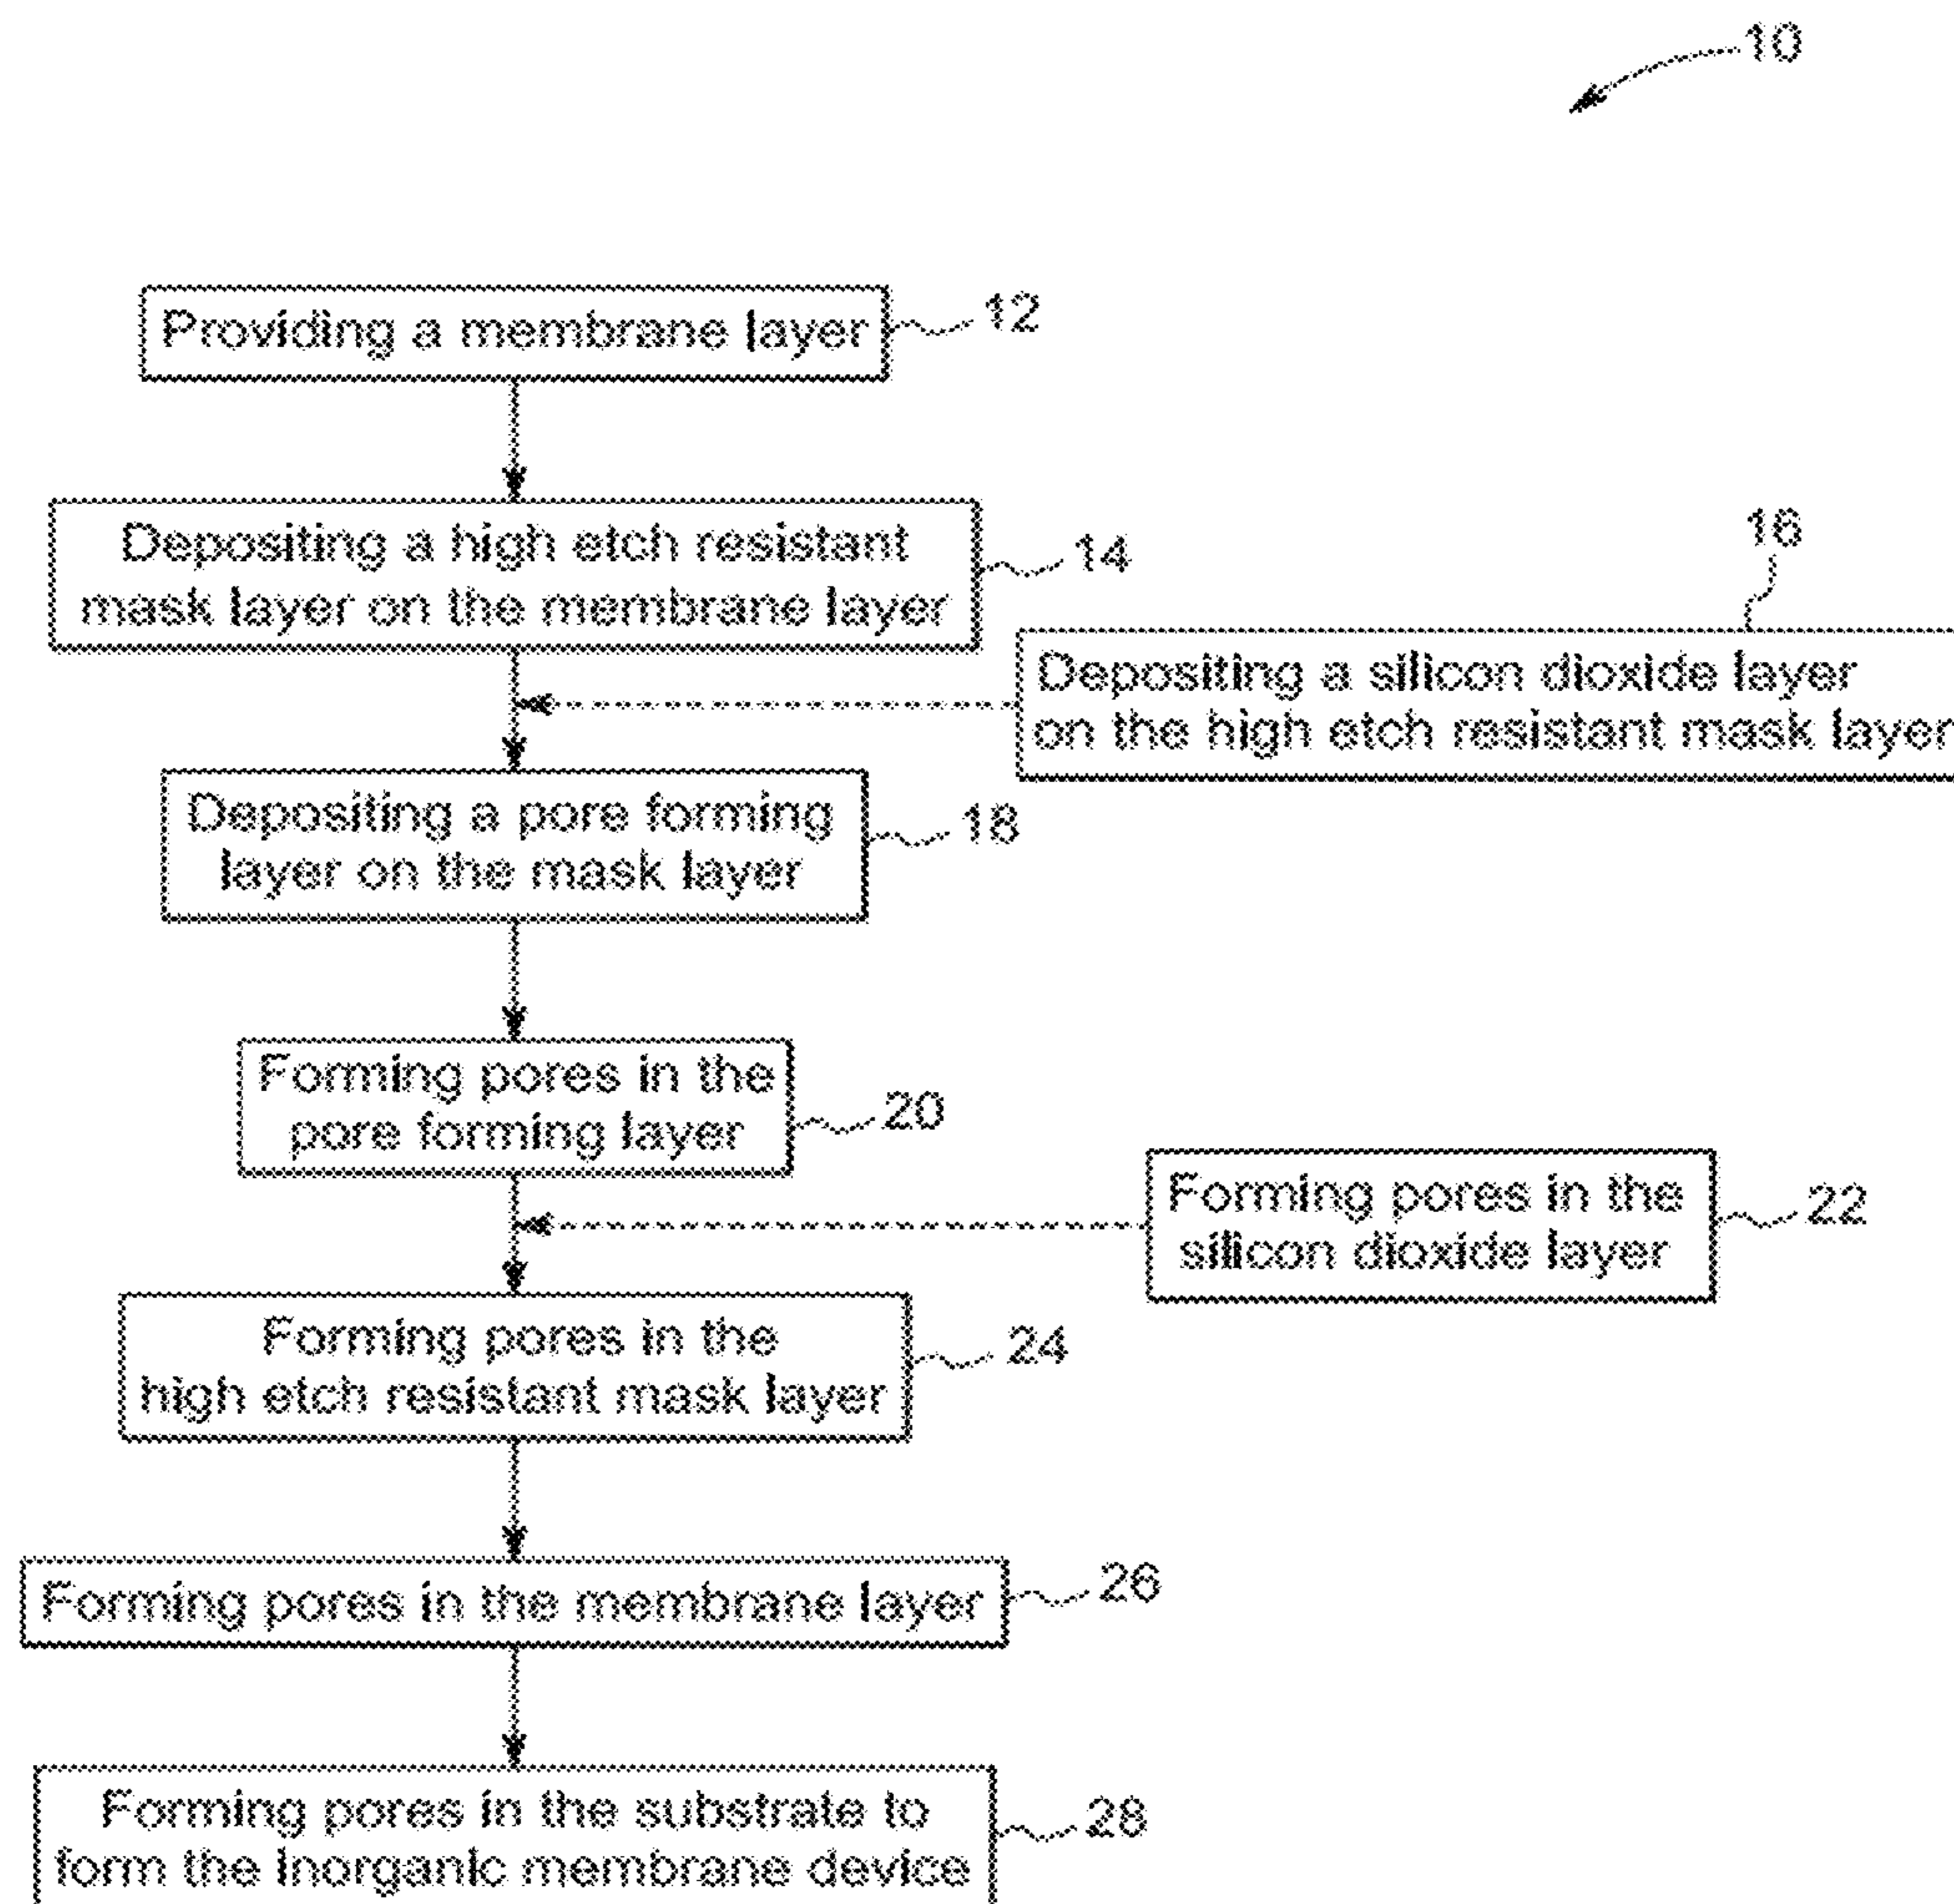 10
Providing a membrane layer
12
Depositing a high etch resistant
mask layer on the membrane layer
14
16
Depositing a silicon dioxide layer
on the high etch resistant mask layer
Depositing a pore forming
layer on the mask layer
18
Forming pores in the
pore forming layer
20
Forming pores in the
silicon dioxide layer
22
Forming pores in the
high etch resistant mask layer
24
Forming pores in the membrane layer
26
Forming pores in the substrate to
form the inorganic membrane device
28